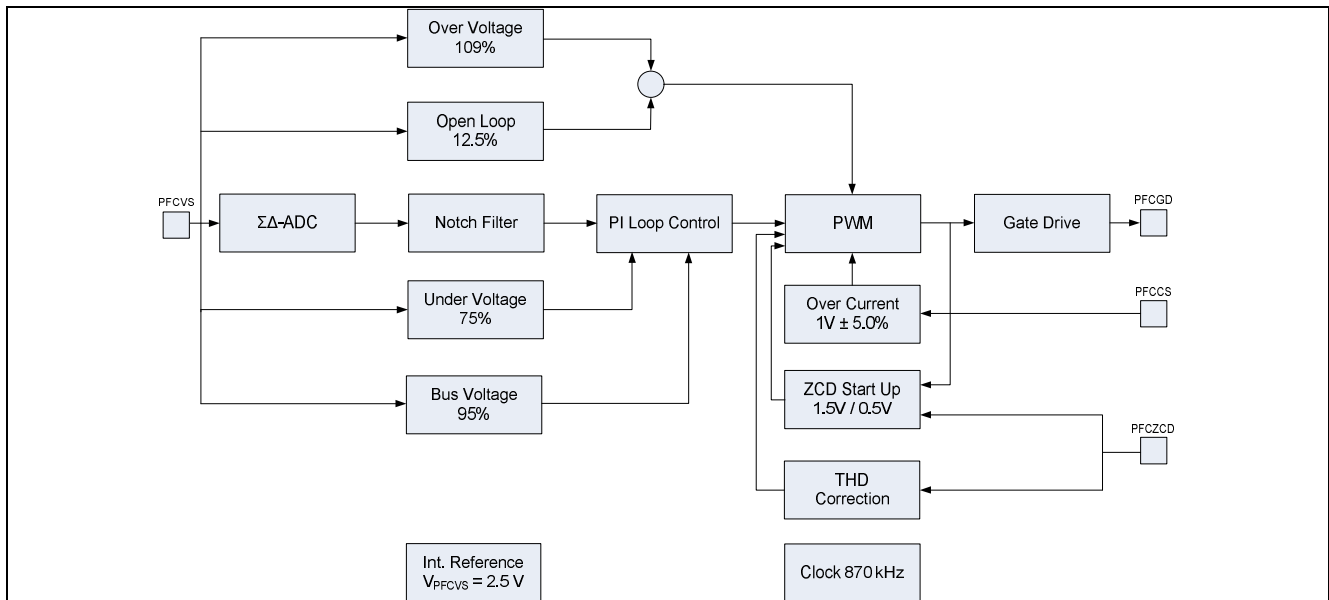 Over Voltage
109%
Open Loop
12.5%
PFCVS
ΣΔ-ADC
Notch Filter
PI Loop Control
PWM
Gate Drive
PFCGD
Under Voltage
75%
Over Current
1V ± 5.0%
PFCCS
Bus Voltage
95%
ZCD Start Up
1.5V / 0.5V
PFCZCD
THD
Correction
Int. Reference
VPFCVS = 2.5 V
Clock 870 kHz